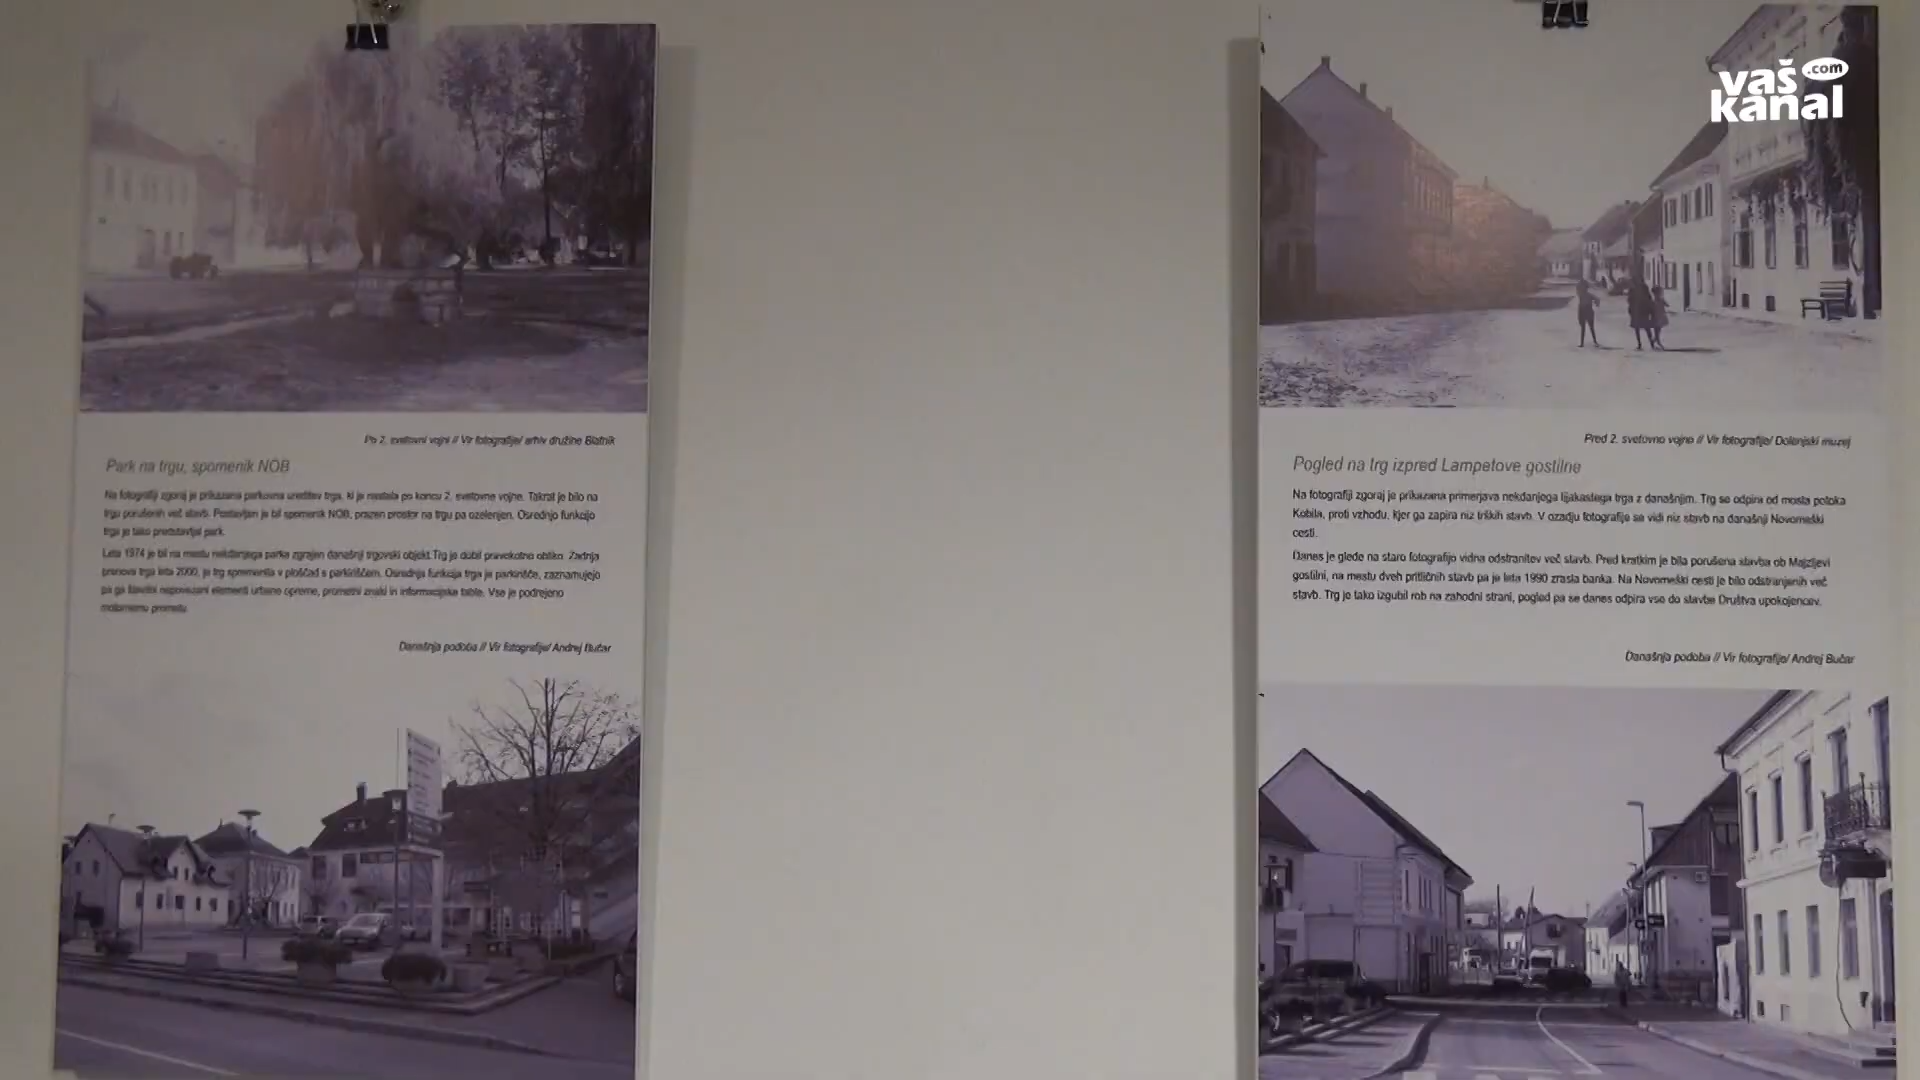 Po 2. svetovni vojni // Vir fotografije/ arhiv družine Blatnik
Park na trgu, spomenik NOB
Na fotografiji zgoraj je prikazana parkovna ureditev trga, ki je nastala po koncu 2. svetovne vojne. Takrat je bilo na
trgu porušenih več stavb. Postavljen je bil spomenik NOB, prazen prostor na trgu pa ozelenjen. Osrednjo funkcijo
trga je tako predstavljal park.
Leta 1974 je bil na mestu nekdanjega parka zgrajen današnji trgovski objekt. Trg je dobil pravokotno obliko. Zadnja
prenova trga leta 2000, je trg spremenila v ploščad s parkiriščem. Osrednja funkcija trga je parkirišče, zaznamujejo
pa ga številni nepovezani elementi urbane opreme, prometni znaki in informacijske table. Vse je podrejeno
motornemu prometu.
Današnja podoba // Vir fotografije/ Andrej Bučar
vaš
.com
kanal
Pred 2. svetovno vojno // Vir fotografije/ Dolenjski muzej
Pogled na trg izpred Lampetove gostilne
Na fotografiji zgoraj je prikazana primerjava nekdanjega lijakastega trga z današnjim. Trg se odpira od mosta potoka
Kobila, proti vzhodu, kjer ga zapira niz trških stavb. V ozadju fotografije se vidi niz stavb na današnji Novomeški
cesti.
Danes je glede na staro fotografijo vidna odstranitev več stavb. Pred kratkim je bila porušena stavba ob Majzljevi
gostilni, na mestu dveh pritličnih stavb pa je leta 1990 zrasla banka. Na Novomeški cesti je bilo odstranjenih več
stavb. Trg je tako izgubil rob na zahodni strani, pogled pa se danes odpira vse do stavbe Društva upokojencev.
Današnja podoba // Vir fotografije/ Andrej Bučar